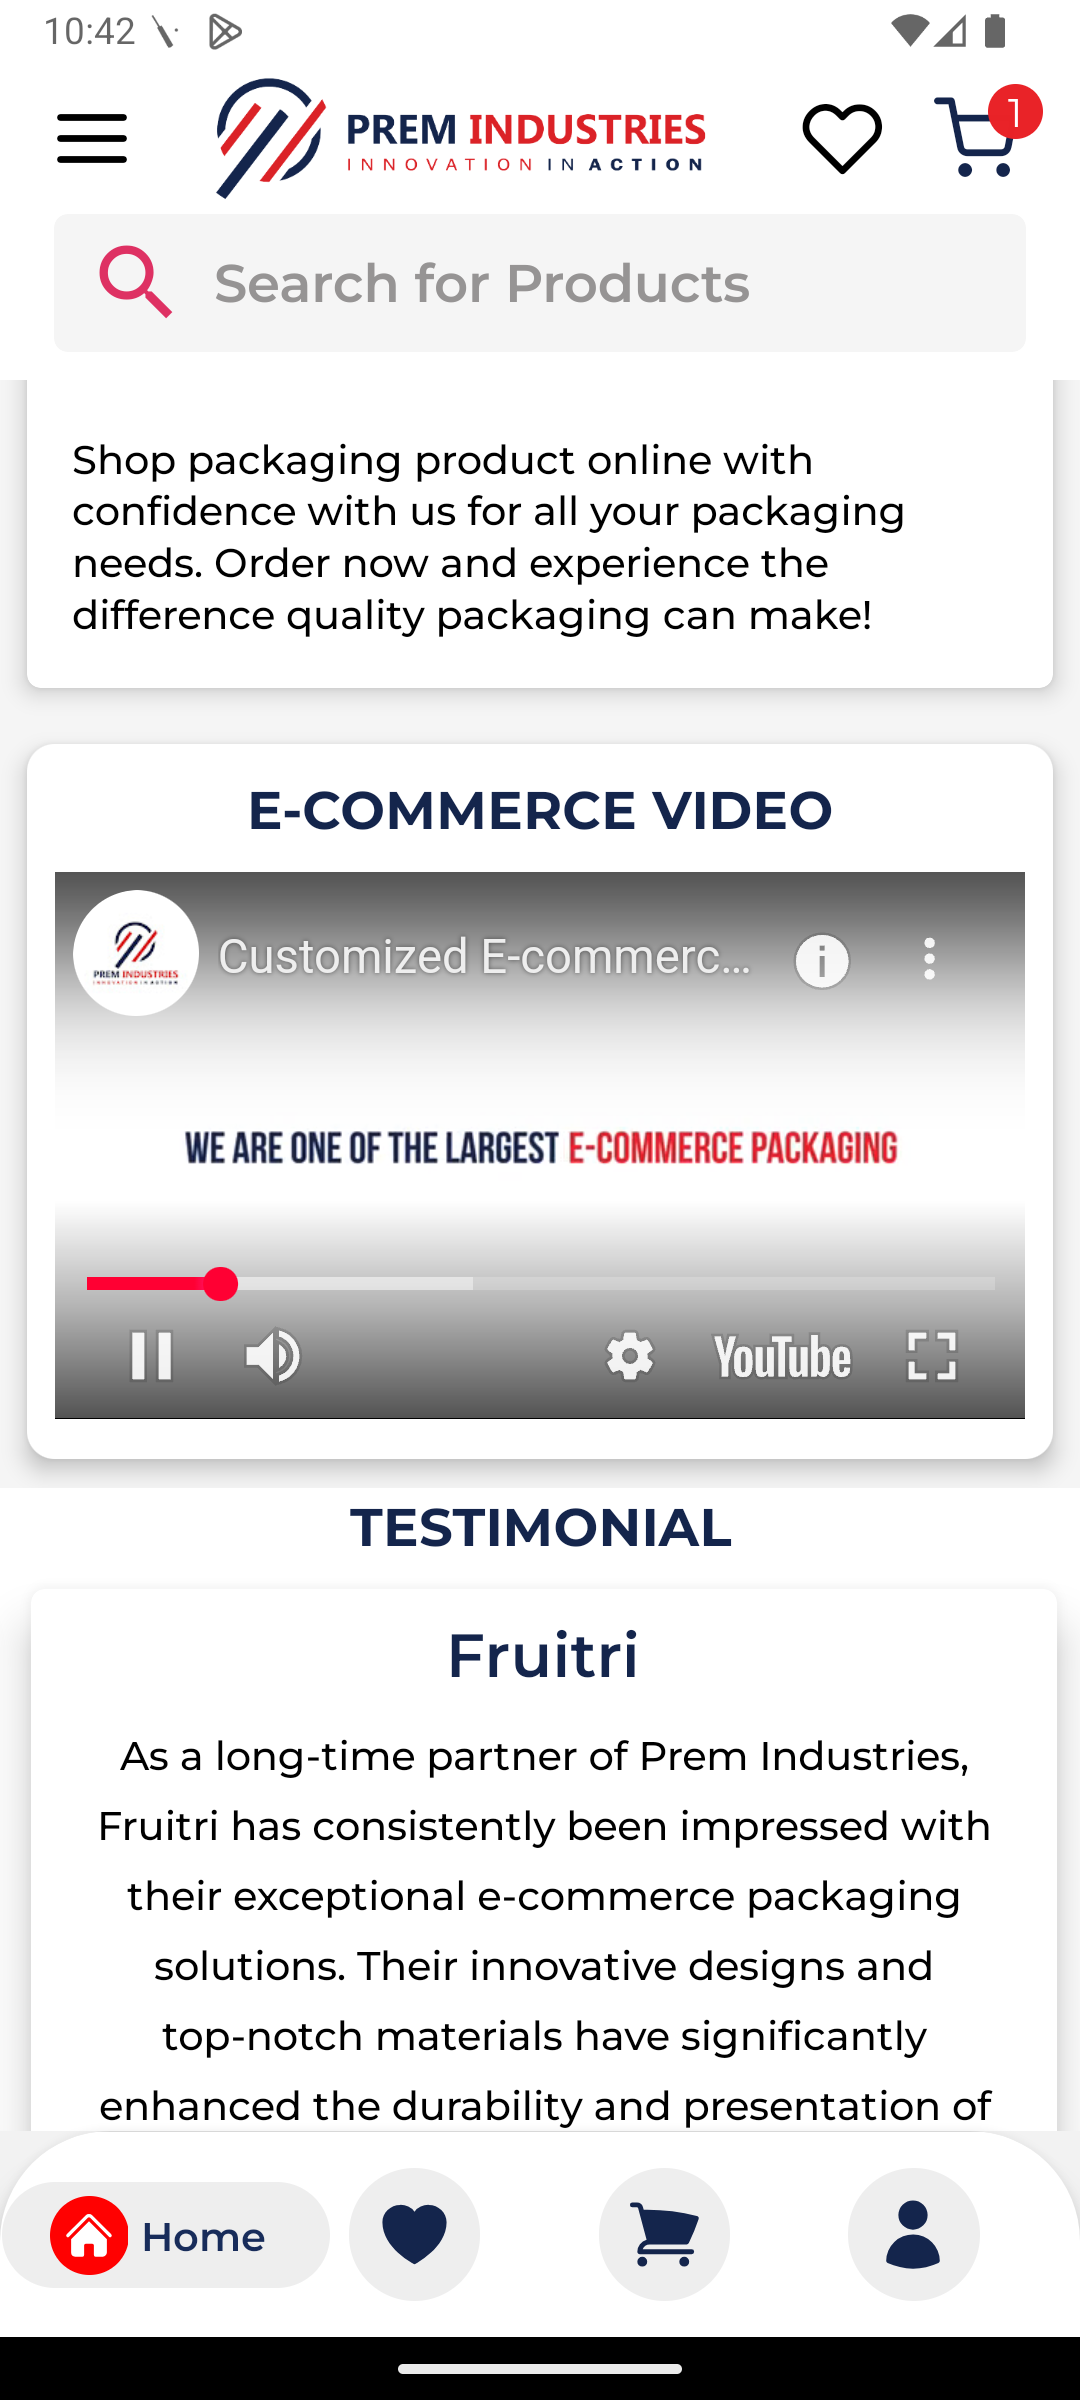 10:42
PREM INDUSTRIES
INNOVATION IN ACTION
1
Search for Products
Shop packaging product online with
confidence with us for all your packaging
needs. Order now and experience the
difference quality packaging can make!
E-COMMERCE VIDEO
PREM INDUSTRIES
INNOVATION IN ACTION
Customized E-commerc...
WE ARE ONE OF THE LARGEST E-COMMERCE PACKAGING
YouTube
TESTIMONIAL
Fruitri
As a long-time partner of Prem Industries,
Fruitri has consistently been impressed with
their exceptional e-commerce packaging
solutions. Their innovative designs and
top-notch materials have significantly
enhanced the durability and presentation of
Home